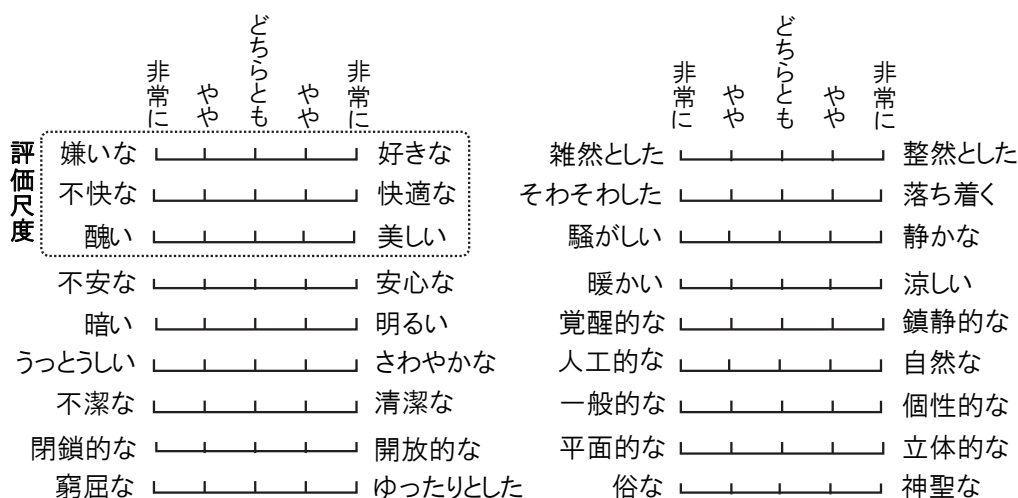 非常に
やや
どちらとも
やや
非常に
評価尺度
嫌いな 好きな
不快な 快適な
醜い 美しい
不安な 安心な
暗い 明るい
うっとうしい さわやかな
不潔な 清潔な
閉鎖的な 開放的な
窮屈な ゆったりとした
非常に
やや
どちらとも
やや
非常に
雑然とした 整然とした
そわそわした 落ち着く
騒がしい 静かな
暖かい 涼しい
覚醒的な 鎮静的な
人工的な 自然な
一般的な 個性的な
平面的な 立体的な
俗な 神聖な